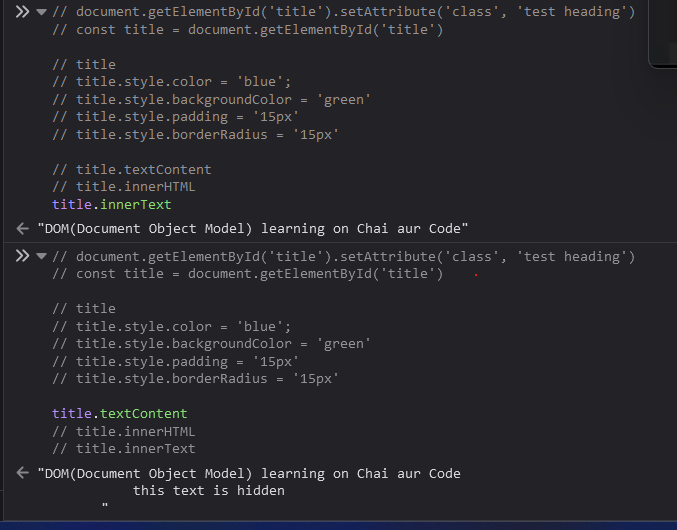 // document.getElementById('title').setAttribute('class', 'test heading')
// const title = document.getElementById('title')
// title
// title.style.color = 'blue';
// title.style.backgroundColor = 'green'
// title.style.padding = '15px'
// title.style.borderRadius = '15px'
// title.textContent
// title.innerHTML
title.innerText
"DOM(Document Object Model) learning on Chai aur Code"
// document.getElementById('title').setAttribute('class', 'test heading')
// const title = document.getElementById('title')
// title
// title.style.color = 'blue';
// title.style.backgroundColor = 'green'
// title.style.padding = '15px'
// title.style.borderRadius = '15px'
title.textContent
// title.innerHTML
// title.innerText
"DOM(Document Object Model) learning on Chai aur Code
this text is hidden
"